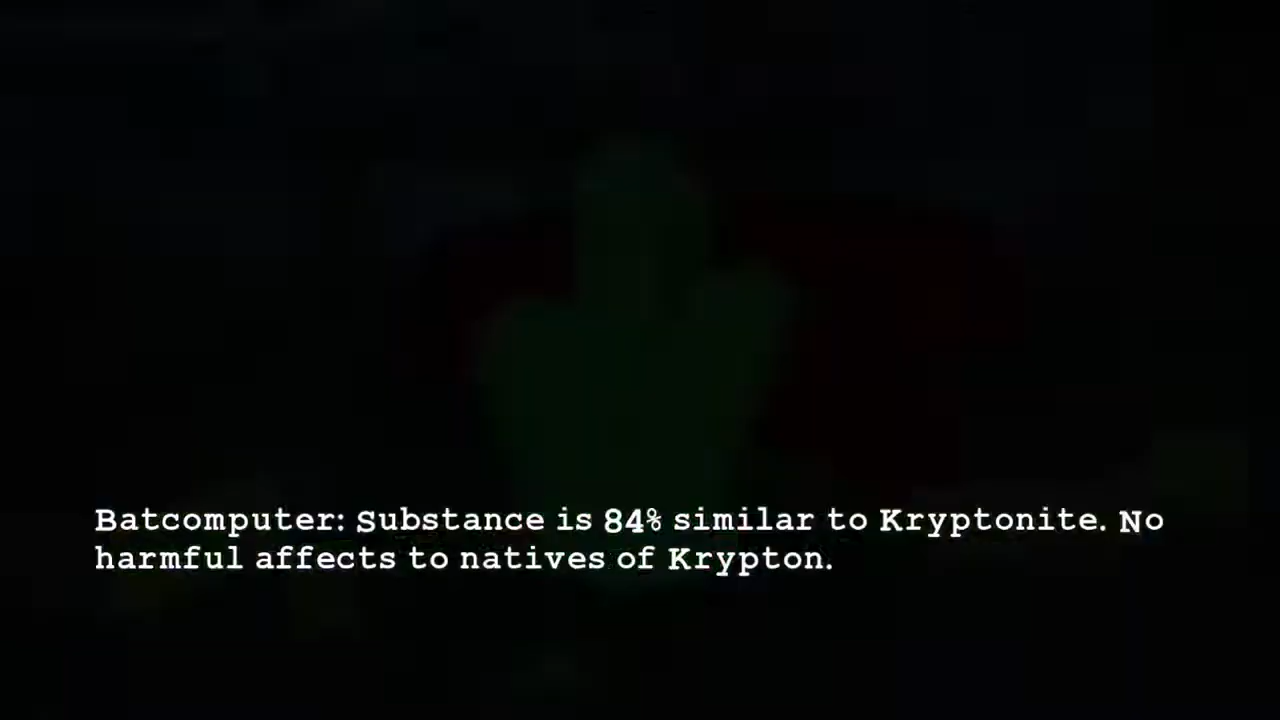 Batcomputer: Substance is 84% similar to Kryptonite. No
harmful affects to natives of Krypton.